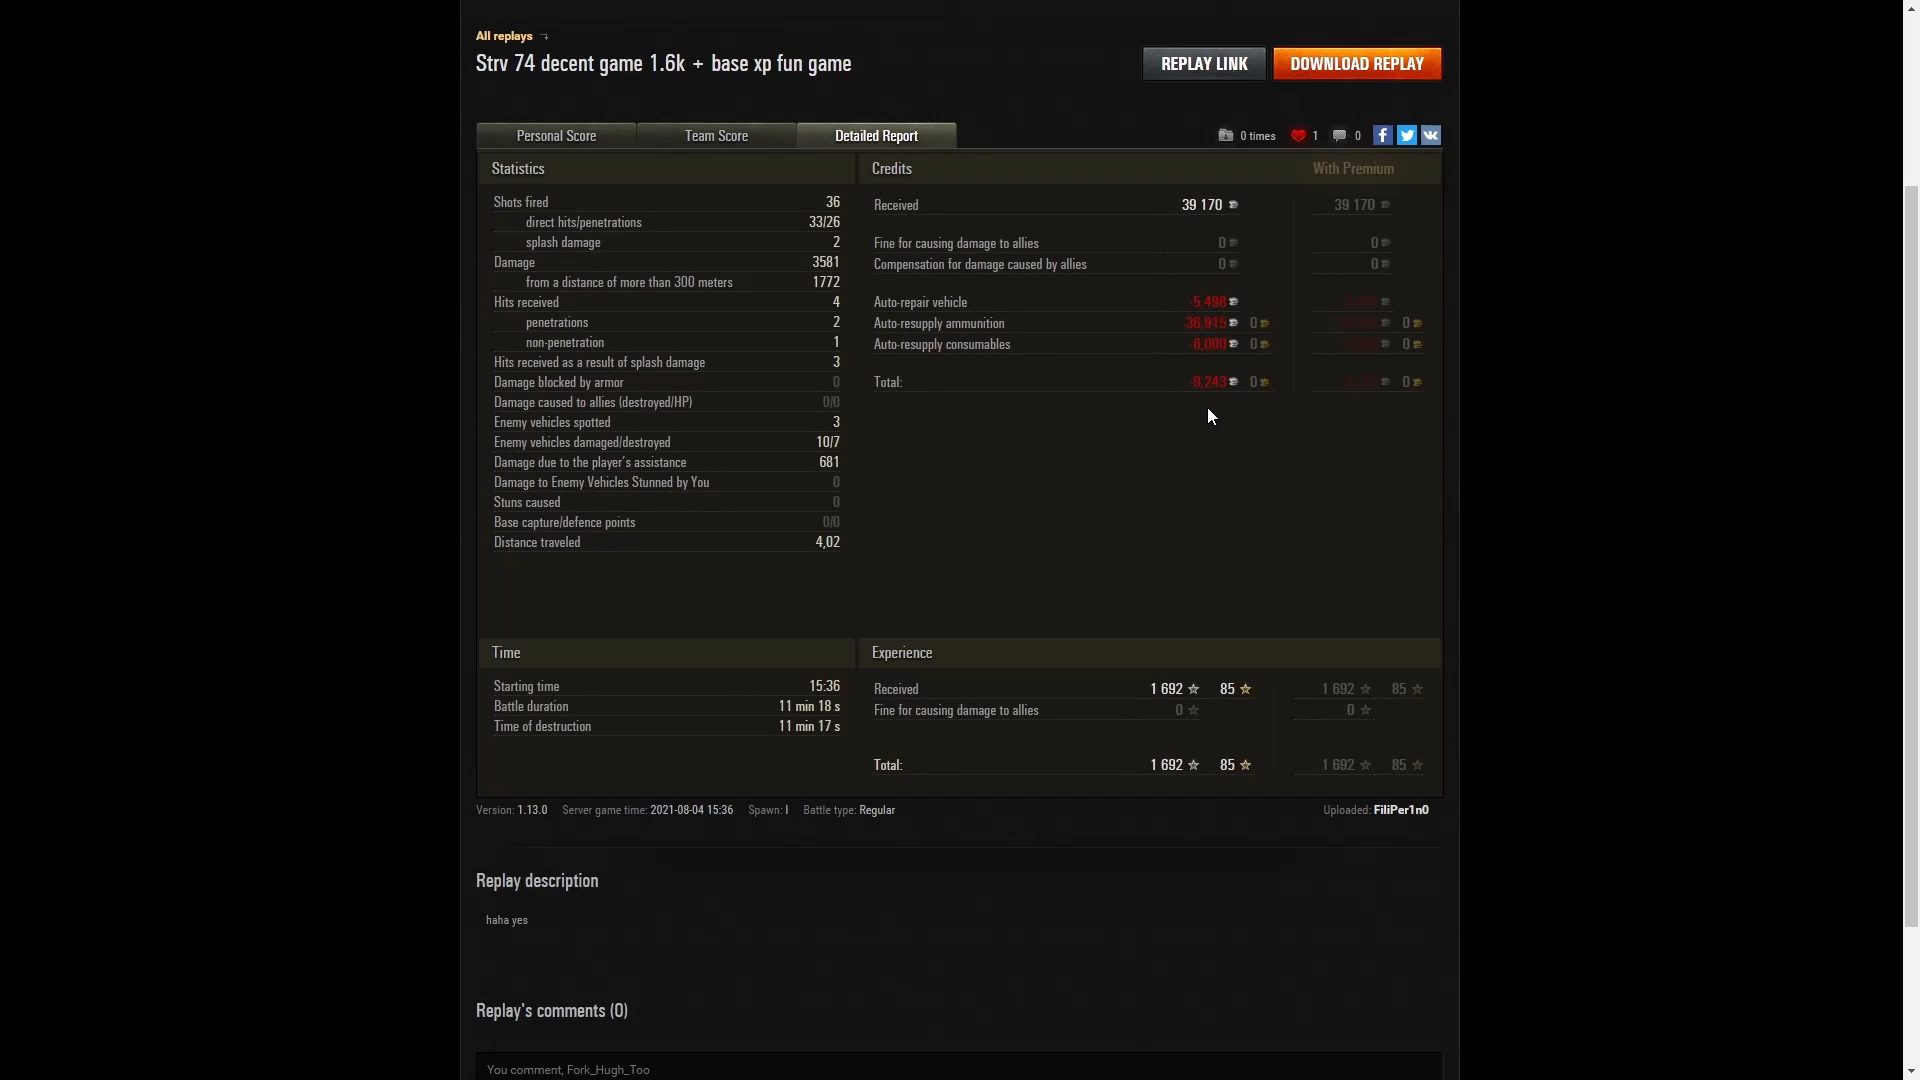 All replays
Strv 74 decent game 1.6k + base xp fun game
REPLAY LINK
DOWNLOAD REPLAY
Personal Score
Team Score
Detailed Report
0 times
1
0
Statistics
Shots fired 36
direct hits/penetrations 33/26
splash damage 2
Damage 3581
from a distance of more than 300 meters 1772
Hits received 4
penetrations 2
non-penetration 1
Hits received as a result of splash damage 3
Damage blocked by armor 0
Damage caused to allies (destroyed/HP) 0/0
Enemy vehicles spotted 3
Enemy vehicles damaged/destroyed 10/7
Damage due to the player's assistance 681
Damage to Enemy Vehicles Stunned by You 0
Stuns caused 0
Base capture/defence points 0/0
Distance traveled 4,02
Credits With Premium
Received 39 170 39 170
Fine for causing damage to allies 0 0
Compensation for damage caused by allies 0 0
Auto-repair vehicle -5,498
Auto-resupply ammunition -36,915 0 0
Auto-resupply consumables -6,000 0 0
Total: -9,243 0 0
Time
Starting time 15:36
Battle duration 11 min 18 s
Time of destruction 11 min 17 s
Experience
Received 1 692 85 1 692 85
Fine for causing damage to allies 0 0
Total: 1 692 85 1 692 85
Version: 1.13.0 Server game time: 2021-08-04 15:36 Spawn: I Battle type: Regular
Uploaded: FiliPer1n0
Replay description
haha yes
Replay's comments (0)
You comment, Fork_Hugh_Too